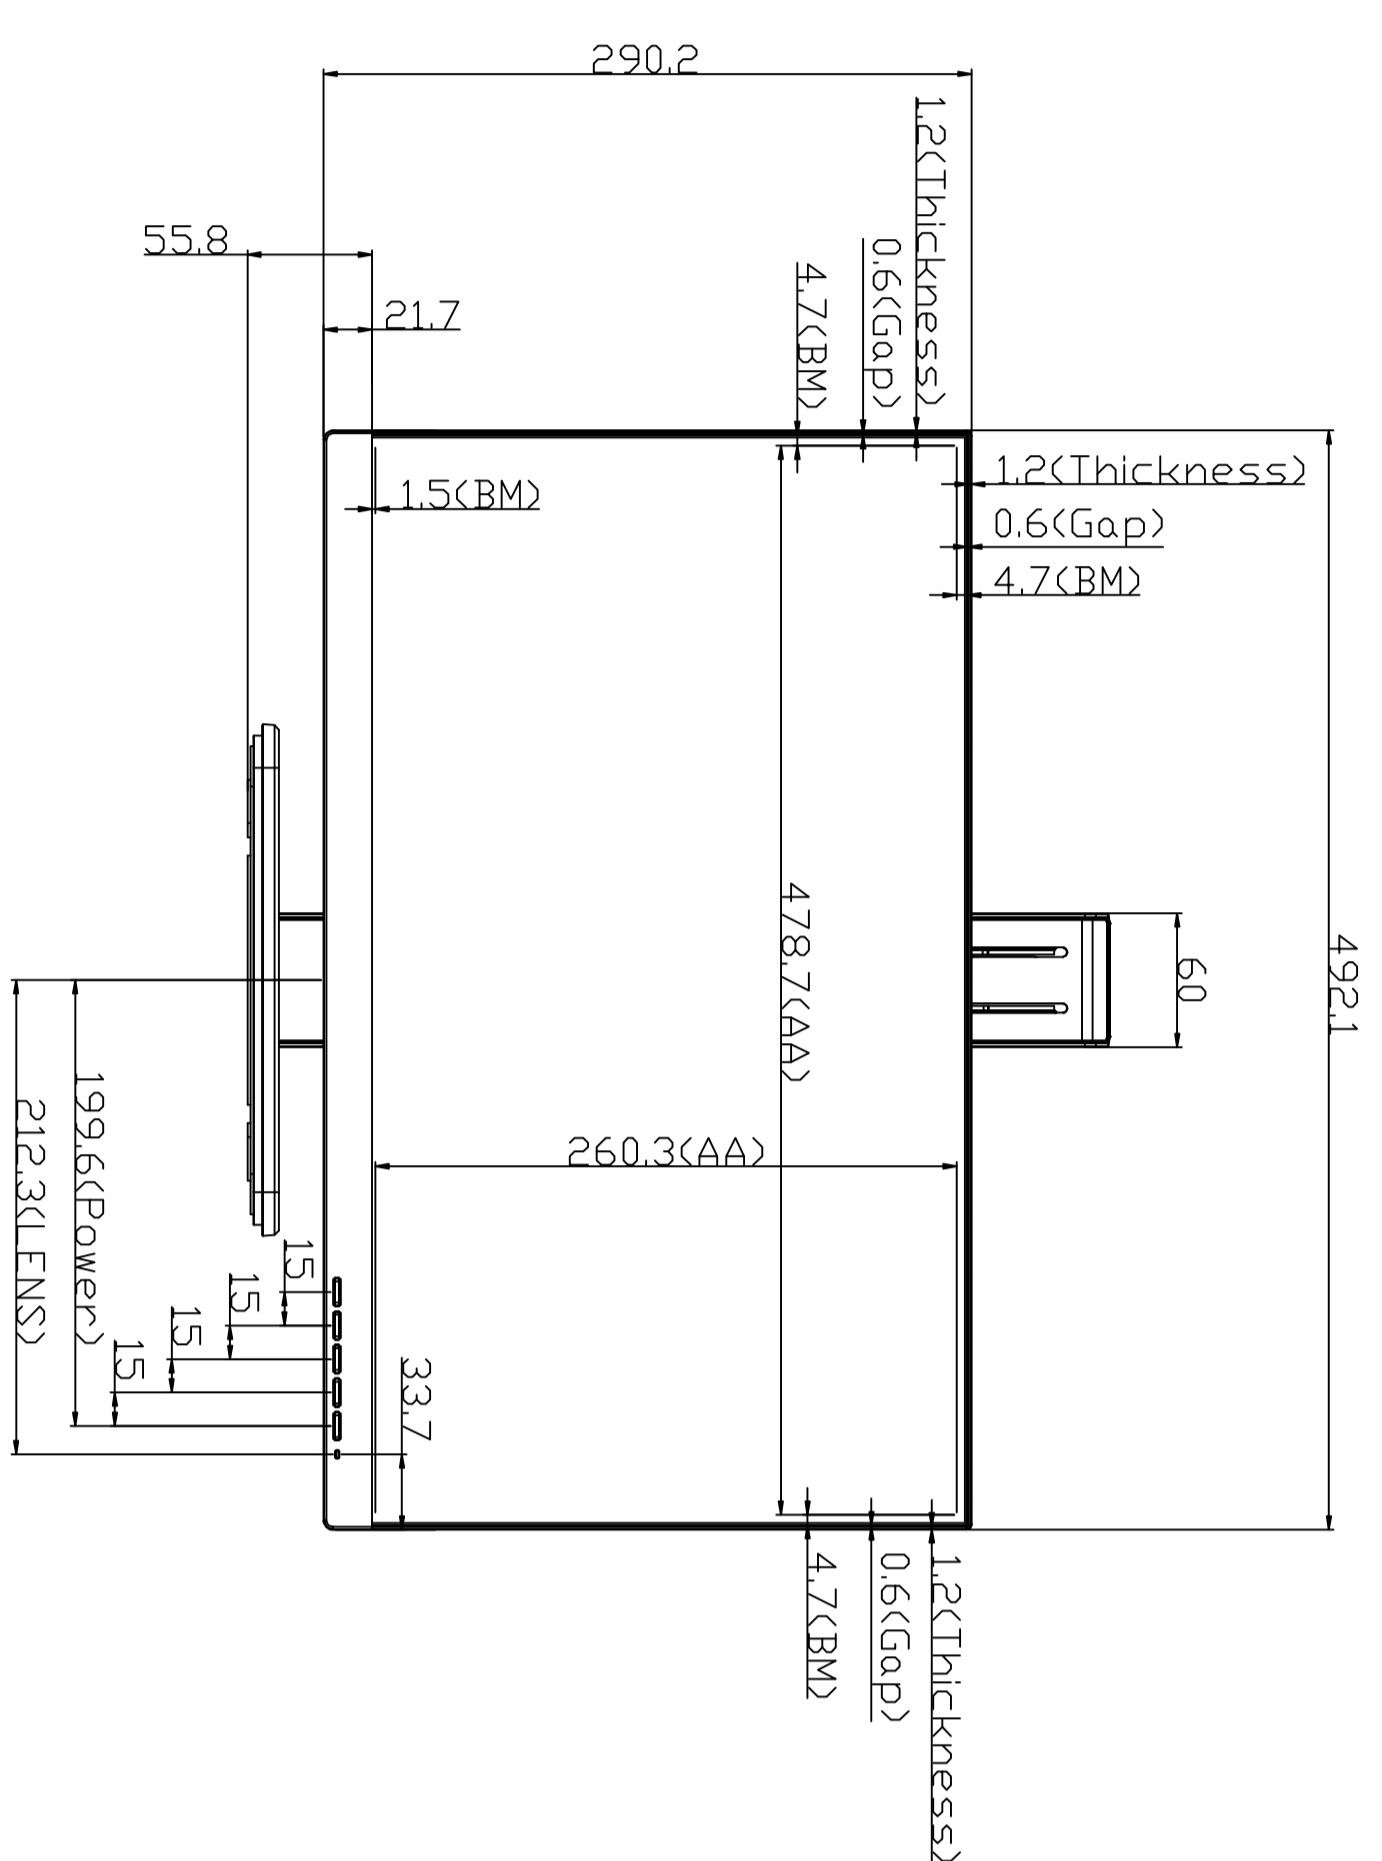 290.2
1.2(Thickness)
0.6(Gap)
4.7(BM)
55.8
21.7
1.2(Thickness)
1.5(BM)
0.6(Gap)
4.7(BM)
478.7(AA)
60
492.1
260.3(AA)
199.6(Power)
212.3(LENS)
15
15
15
15
33.7
4.7(BM)
0.6(Gap)
1.2(Thickness)